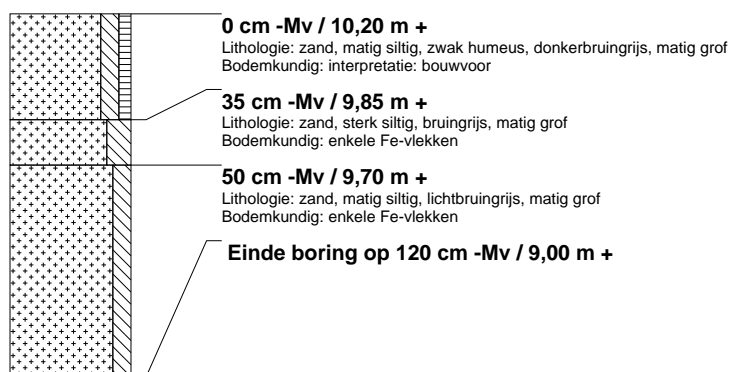 0 cm -Mv / 10,20 m +
Lithologie: zand, matig siltig, zwak humeus, donkerbruingrijs, matig grof
Bodemkundig: interpretatie: bouwvoor
35 cm -Mv / 9,85 m +
Lithologie: zand, sterk siltig, bruingrijs, matig grof
Bodemkundig: enkele Fe-vlekken
50 cm -Mv / 9,70 m +
Lithologie: zand, matig siltig, lichtbruingrijs, matig grof
Bodemkundig: enkele Fe-vlekken
Einde boring op 120 cm -Mv / 9,00 m +